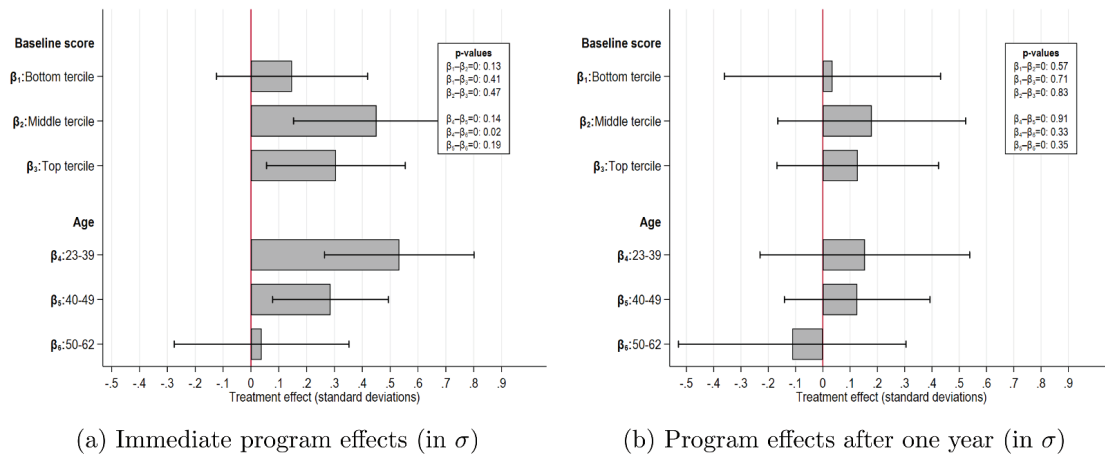 Baseline score
β₁:Bottom tercile
β₂:Middle tercile
β₃:Top tercile
Age
β₄:23-39
β₅:40-49
β₆:50-62
p-values
β₁−β₂=0: 0.13
β₁−β₃=0: 0.41
β₂−β₃=0: 0.47
β₄−β₅=0: 0.14
β₄−β₆=0: 0.02
β₅−β₆=0: 0.19
-.5 -.4 -.3 -.2 -.1 0 .1 .2 .3 .4 .5 .6 .7 .8 .9
Treatment effect (standard deviations)
(a) Immediate program effects (in σ)
Baseline score
β₁:Bottom tercile
β₂:Middle tercile
β₃:Top tercile
Age
β₄:23-39
β₅:40-49
β₆:50-62
p-values
β₁−β₂=0: 0.57
β₁−β₃=0: 0.71
β₂−β₃=0: 0.83
β₄−β₅=0: 0.91
β₄−β₆=0: 0.33
β₅−β₆=0: 0.35
-.5 -.4 -.3 -.2 -.1 0 .1 .2 .3 .4 .5 .6 .7 .8 .9
Treatment effect (standard deviations)
(b) Program effects after one year (in σ)